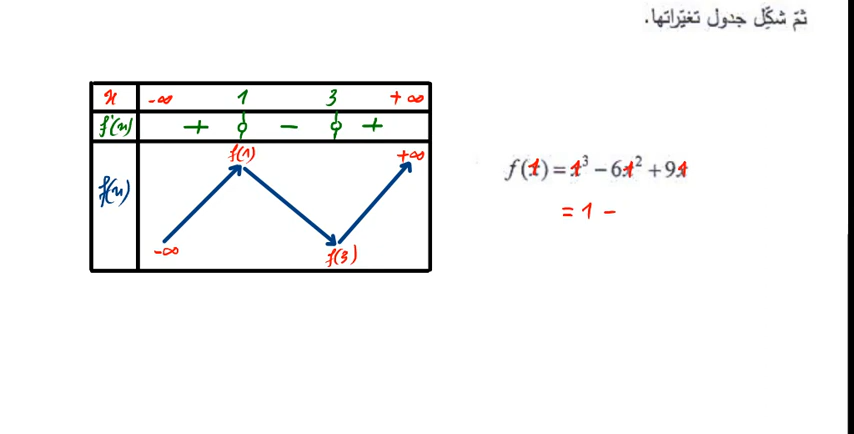 ثمّ شكِّل جدول تغيّراتها.
x -∞ 1 3 +∞
f'(x) + 0 - 0 +
f(x) -∞ f(1) f(3) +∞
f(1) = 1³ - 6·1² + 9·1
= 1 -